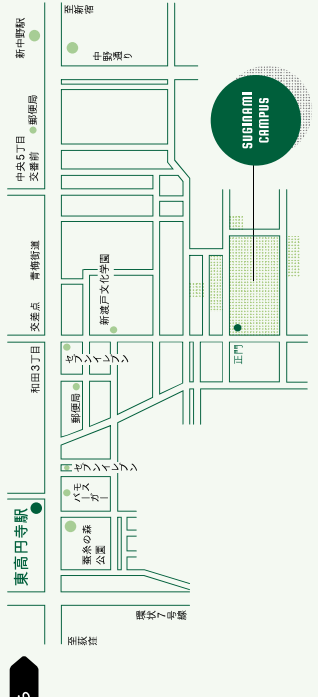 至新宿
新中野駅
中野通り
郵便局
中央5丁目
交番前
青梅街道
新渡戸文化学園
交差点
和田3丁目
セブンイレブン
郵便局
セブンイレブン
モス
バーガー
東高円寺駅
蚕糸の森
公園
環状7号線
至荻窪
正門
SUGINAMI
CAMPUS